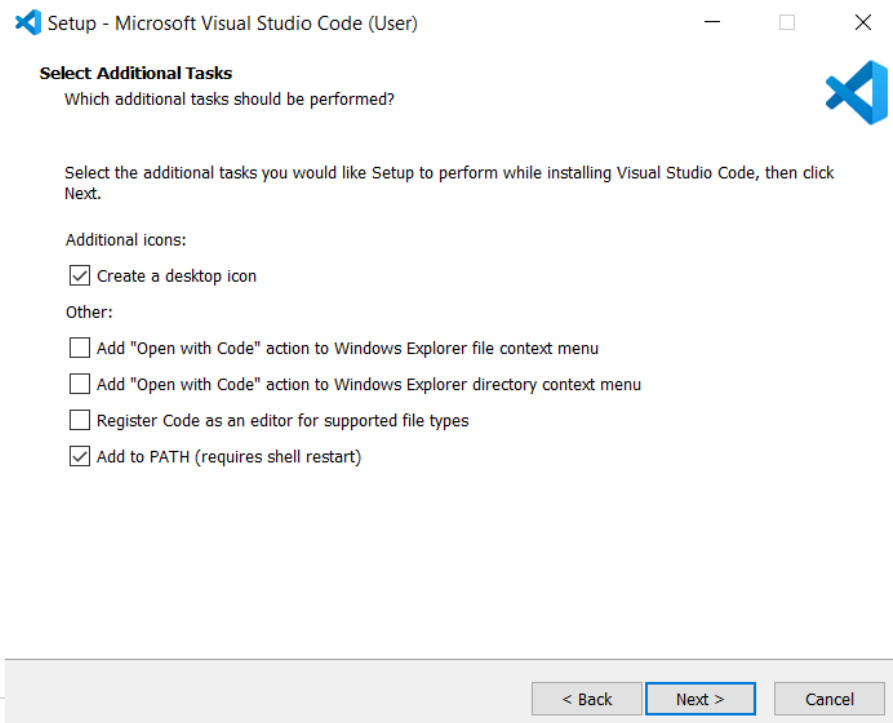 Setup - Microsoft Visual Studio Code (User)
Select Additional Tasks
Which additional tasks should be performed?
Select the additional tasks you would like Setup to perform while installing Visual Studio Code, then click
Next.
Additional icons:
Create a desktop icon
Other:
Add "Open with Code" action to Windows Explorer file context menu
Add "Open with Code" action to Windows Explorer directory context menu
Register Code as an editor for supported file types
Add to PATH (requires shell restart)
< Back Next > Cancel